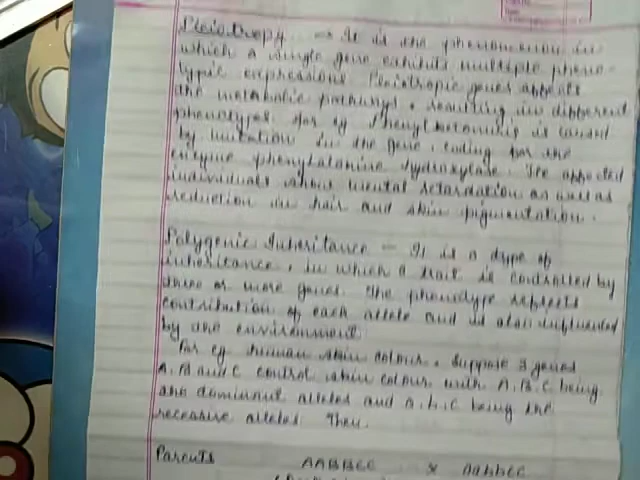 Pleiotropy → It is the phenomenon in
which a single gene exhibits multiple pheno-
typic expressions Pleiotropic genes affects
the metabolic pathways, resulting in different
phenotypes for eg Phenylketonuria is caused
by mutation in the gene, coding for the
enzyme phenylalanine hydroxylase. The affected
individuals show mental retardation as well as
reduction in hair and skin pigmentation.
Polygenic Inheritance – It is a type of
inheritance, in which a trait is controlled by
three or more genes. The phenotype reflects
contribution of each allele and is also influenced
by the environment
For eg human skin colour. Suppose 3 genes
A, B and C control skin colour with A, B, C being
the dominant alleles and a, b, c being the
recessive alleles Then.
Parents AABBCC × aabbcc